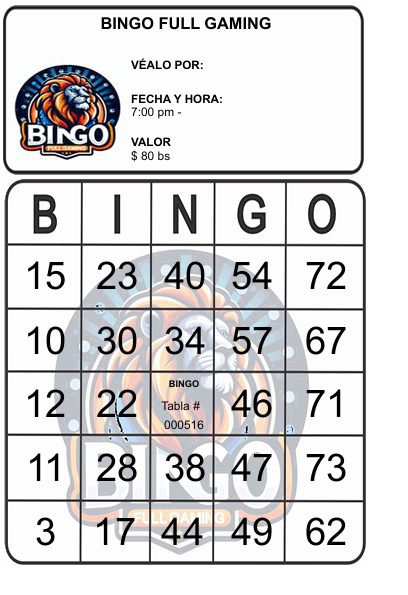 BINGO FULL GAMING
VÉALO POR:
FECHA Y HORA:
7:00 pm -
VALOR
$ 80 bs
BINGO
FULL GAMING
B I N G O
15 23 40 54 72
10 30 34 57 67
12 22 BINGO Tabla # 000516 46 71
11 28 38 47 73
3 17 44 49 62
BINGO
FULL GAMING